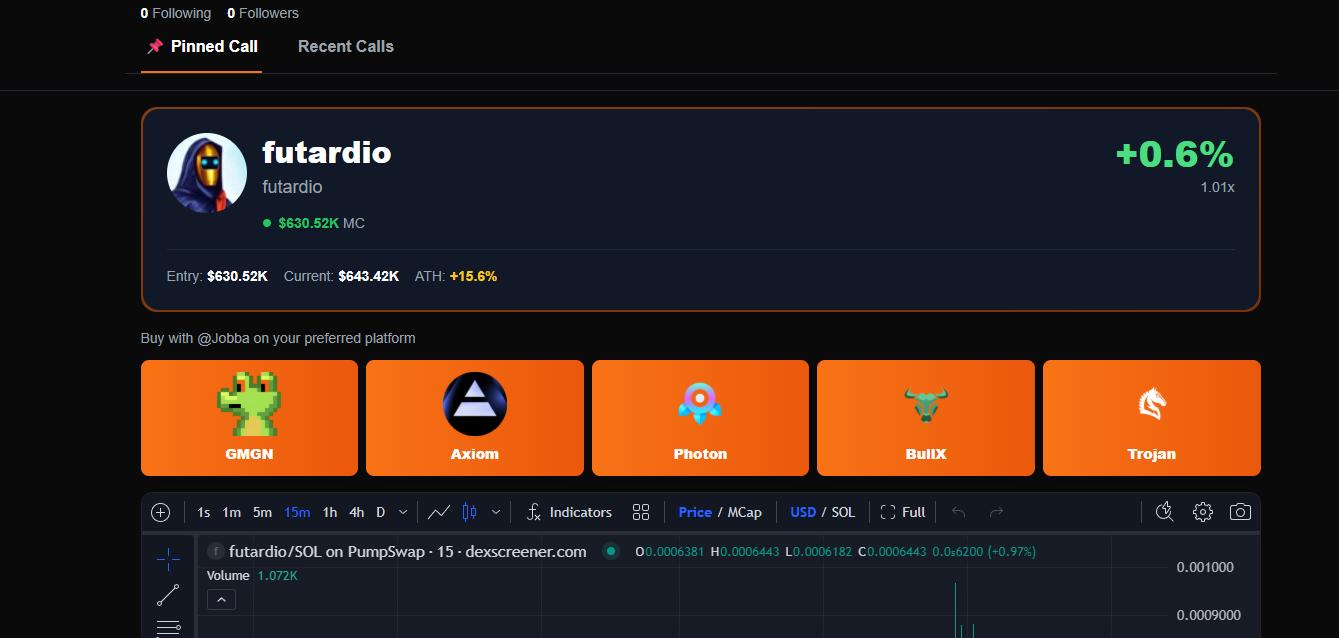 0 Following 0 Followers
📌 Pinned Call Recent Calls
futardio
+0.6%
futardio
1.01x
$630.52K MC
Entry: $630.52K Current: $643.42K ATH: +15.6%
Buy with @Jobba on your preferred platform
GMGN Axiom Photon BullX Trojan
1s 1m 5m 15m 1h 4h D Indicators Price / MCap USD / SOL Full
f futardio/SOL on PumpSwap · 15 · dexscreener.com O0.0006381 H0.0006443 L0.0006182 C0.0006443 0.0₅6200 (+0.97%)
Volume 1.072K
0.001000
0.0009000